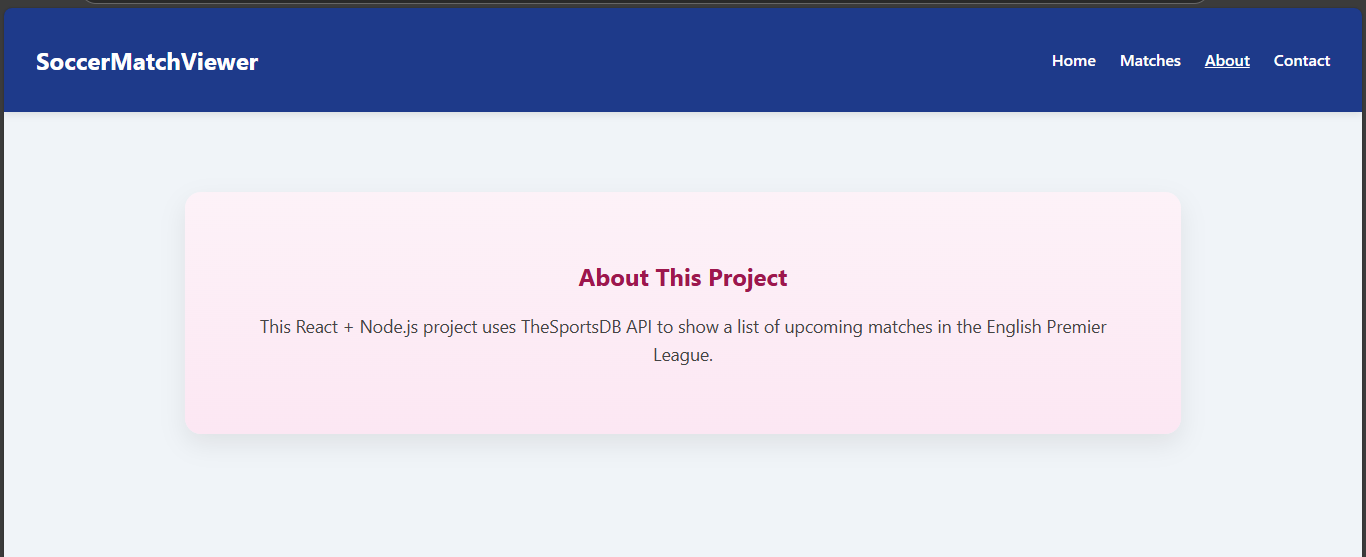 SoccerMatchViewer
Home Matches About Contact
About This Project
This React + Node.js project uses TheSportsDB API to show a list of upcoming matches in the English Premier
League.